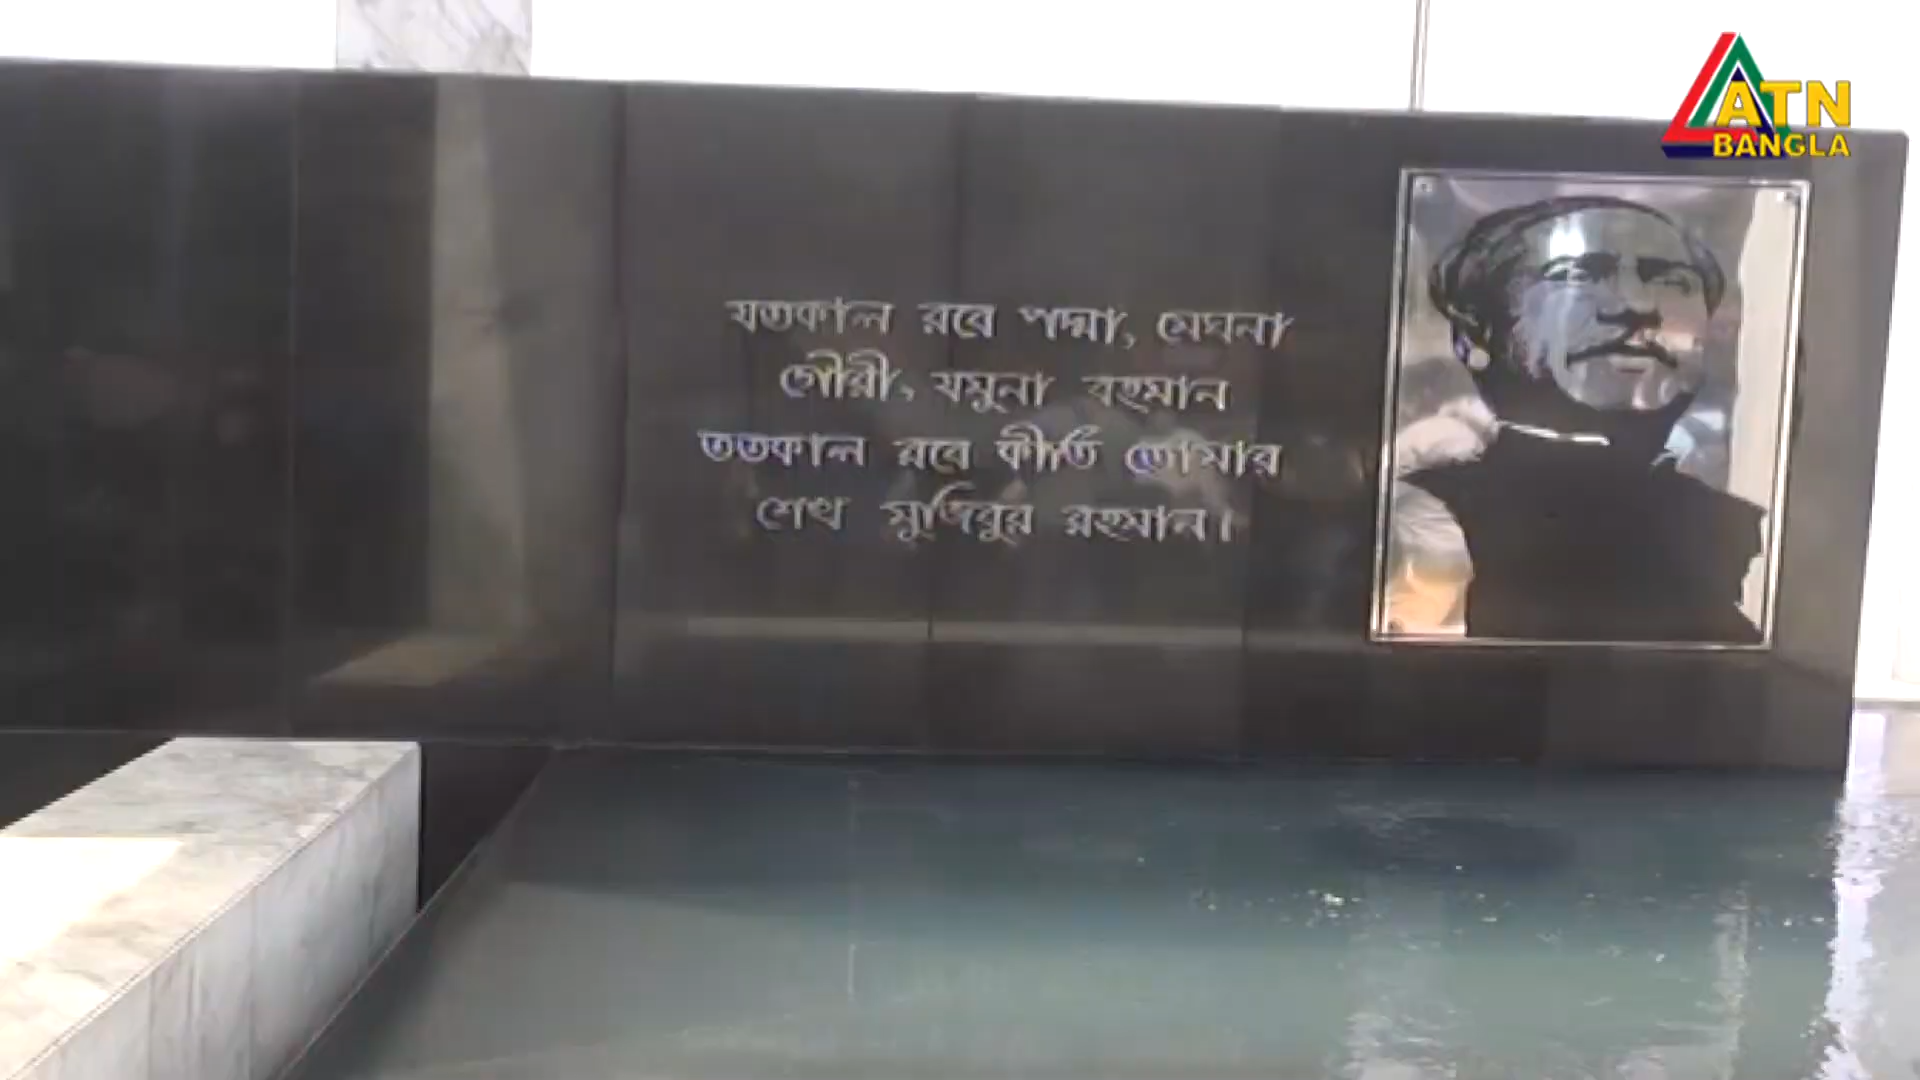 ATN
BANGLA
যতকাল রবে পদ্মা, মেঘনা
গৌরী, যমুনা বহমান
ততকাল রবে কীর্তি তোমার
শেখ মুজিবুর রহমান।